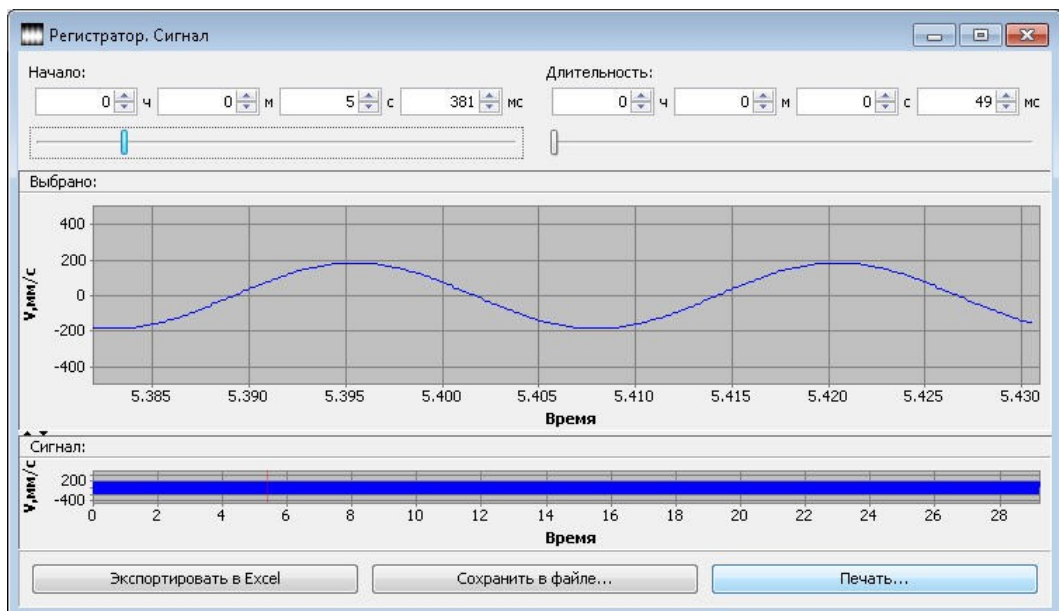 Регистратор. Сигнал
Начало:
Длительность:
0 ч 0 м 5 с 381 мс
0 ч 0 м 0 с 49 мс
Выбрано:
V,мм/с
400
200
0
-200
-400
5.385 5.390 5.395 5.400 5.405 5.410 5.415 5.420 5.425 5.430
Время
Сигнал:
V,мм/с
200
-400
0 2 4 6 8 10 12 14 16 18 20 22 24 26 28
Время
Экспортировать в Excel
Сохранить в файле...
Печать...